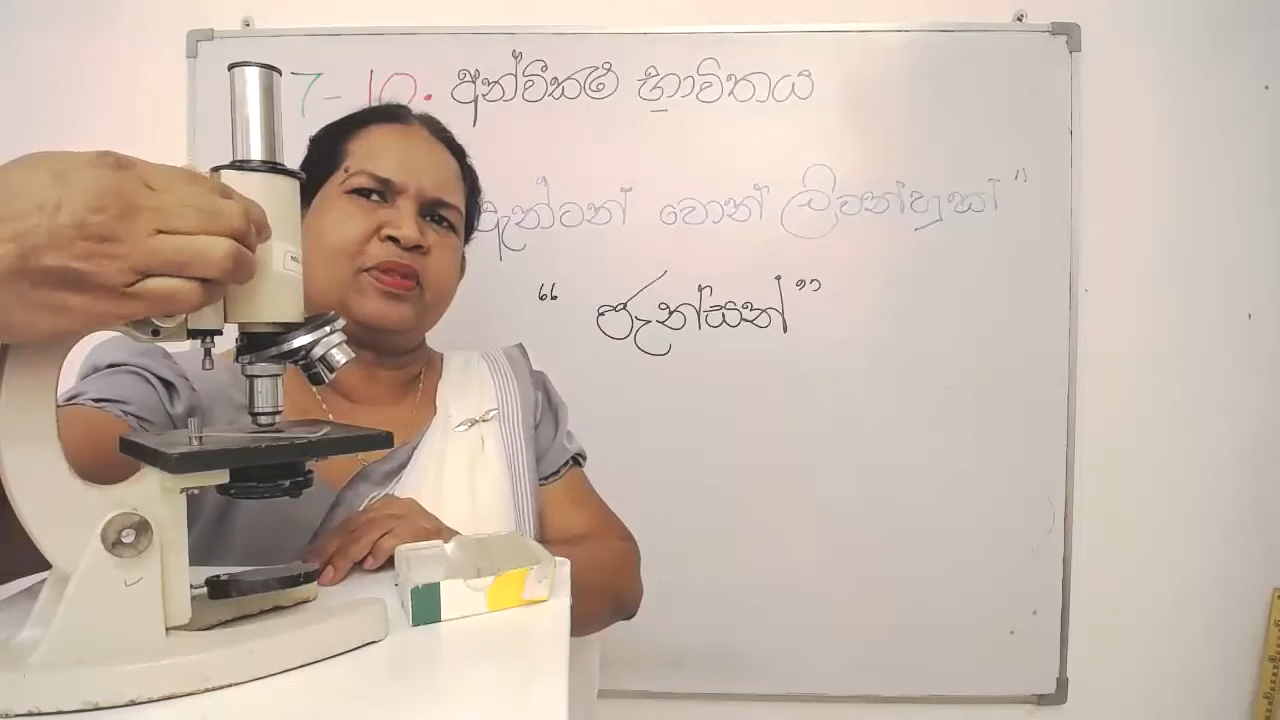 7-10. අන්වීක්ෂ භාවිතය
ඇන්ටන් වොන් ලිවන්හුක්"
" ජැන්සන් "